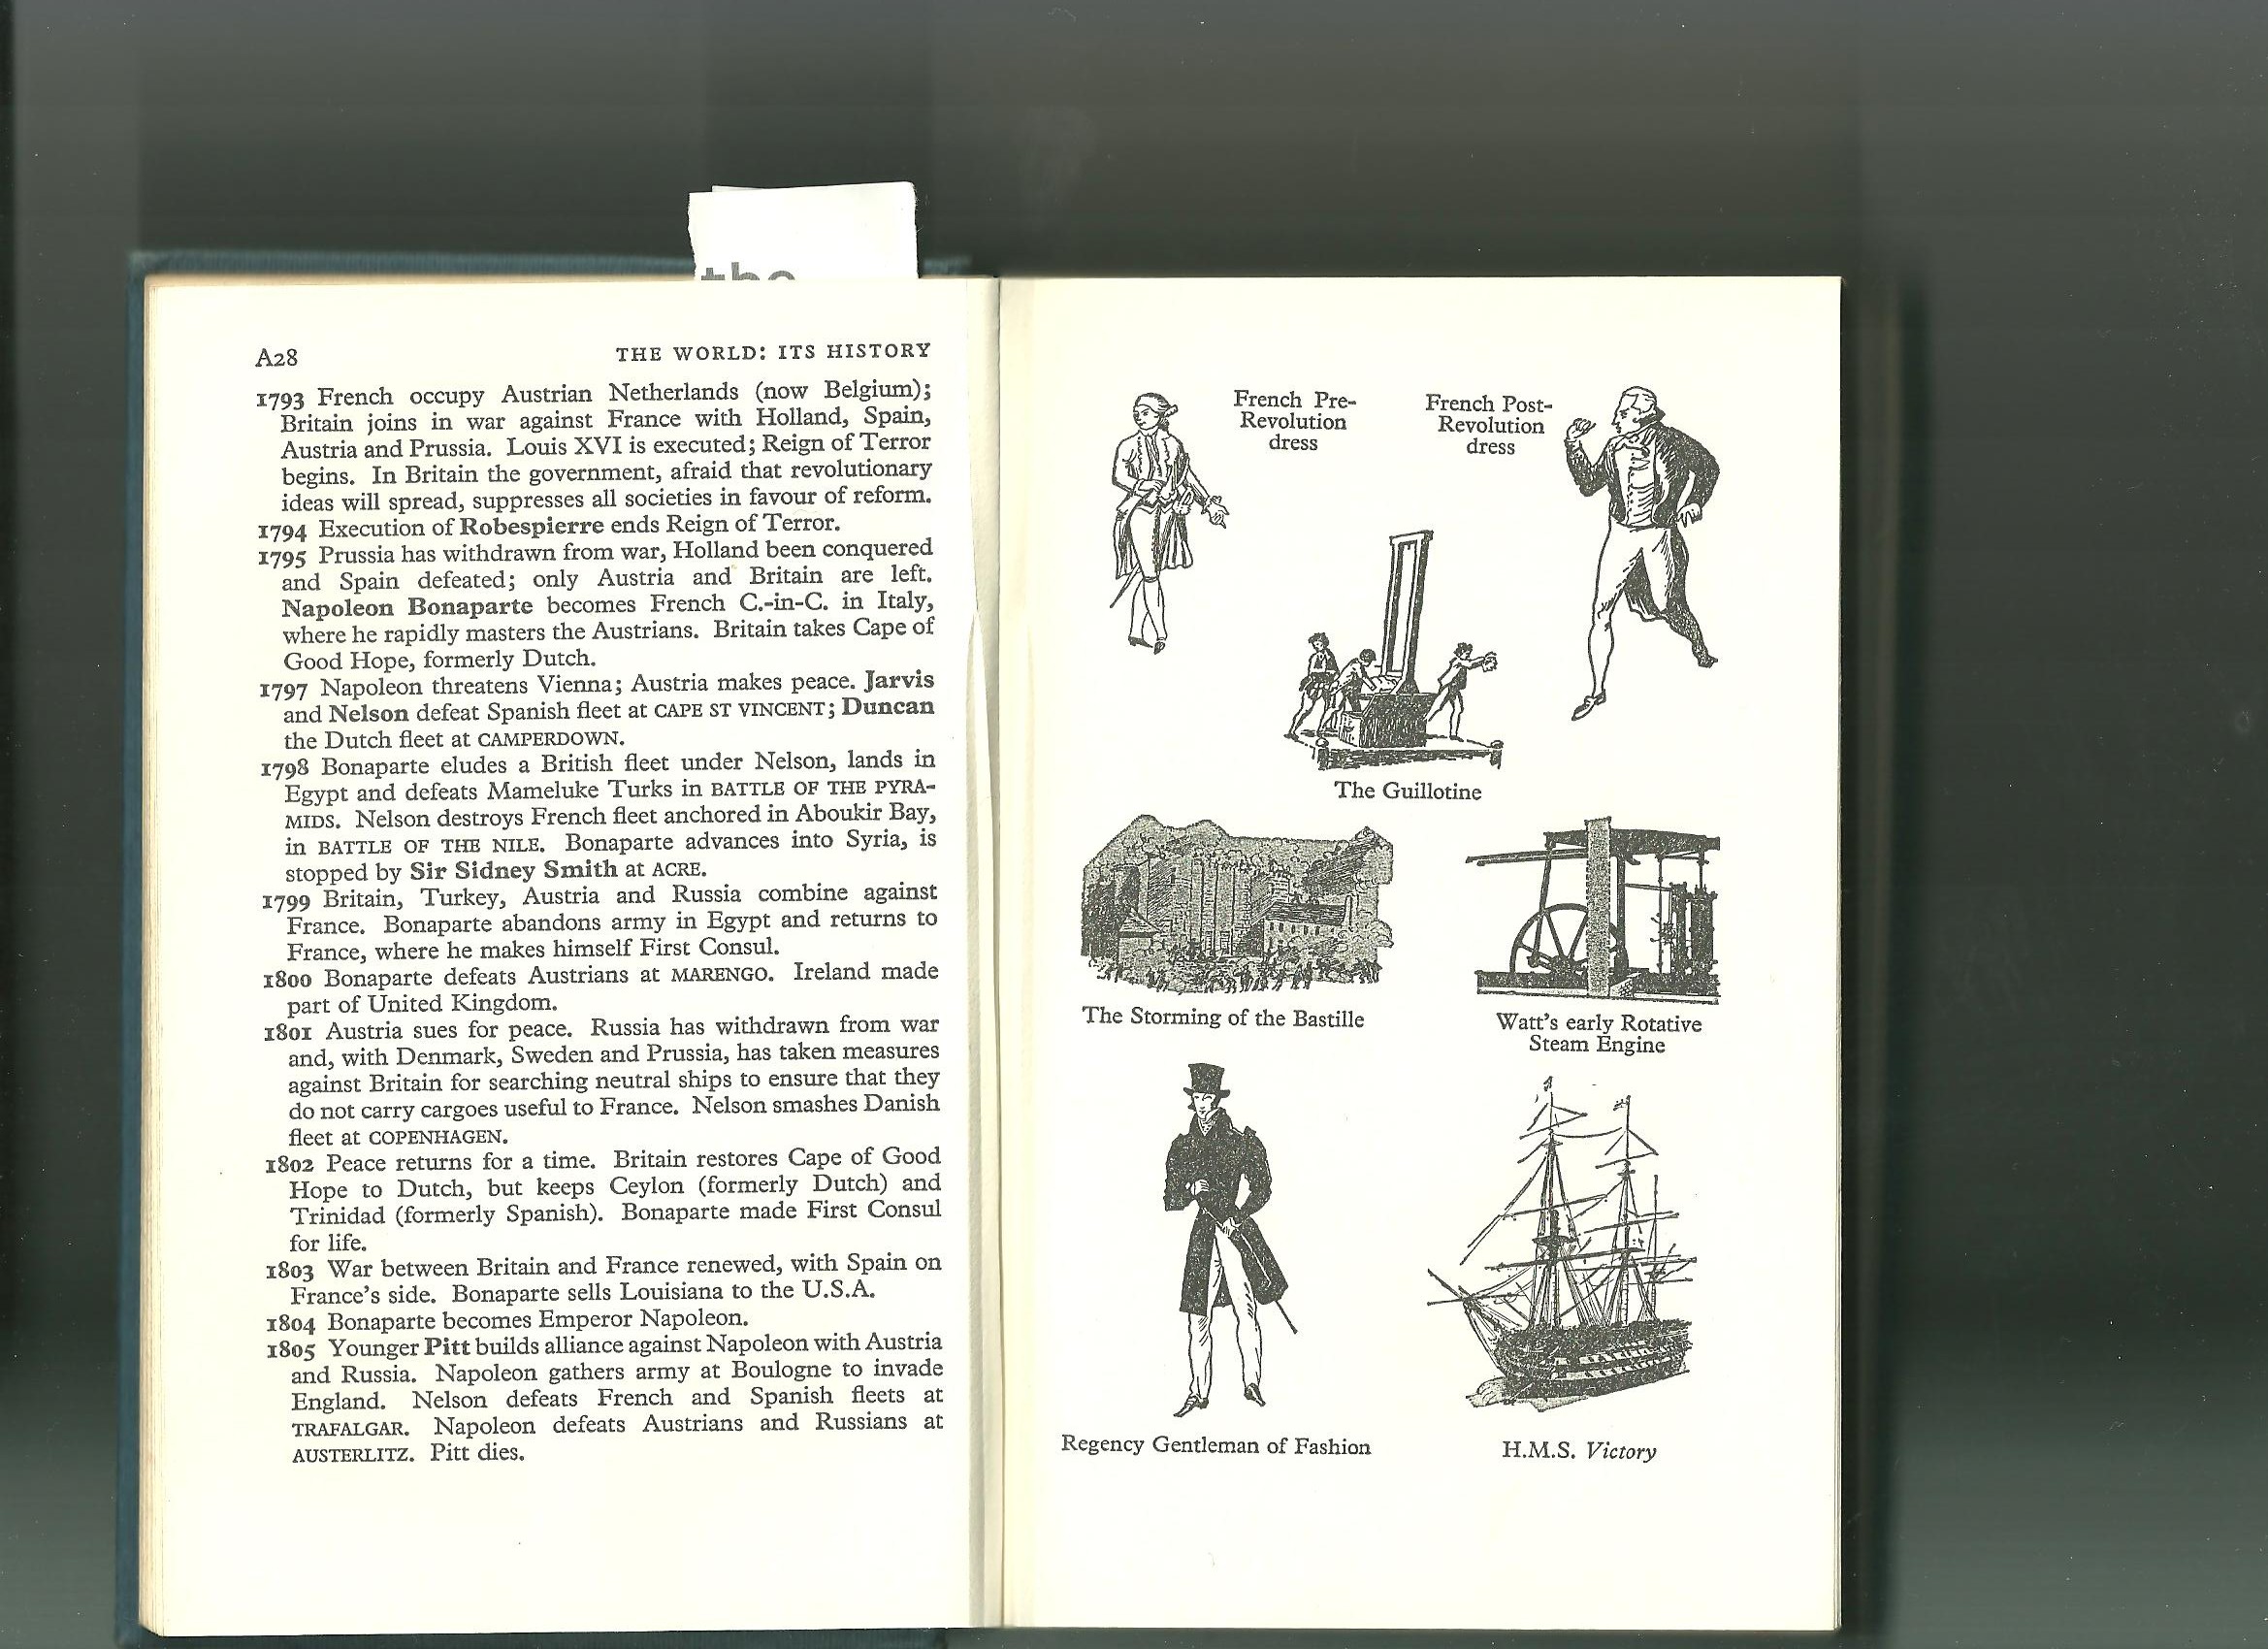 the
A28 THE WORLD: ITS HISTORY
1793 French occupy Austrian Netherlands (now Belgium);
Britain joins in war against France with Holland, Spain,
Austria and Prussia. Louis XVI is executed; Reign of Terror
begins. In Britain the government, afraid that revolutionary
ideas will spread, suppresses all societies in favour of reform.
1794 Execution of Robespierre ends Reign of Terror.
1795 Prussia has withdrawn from war, Holland been conquered
and Spain defeated; only Austria and Britain are left.
Napoleon Bonaparte becomes French C.-in-C. in Italy,
where he rapidly masters the Austrians. Britain takes Cape of
Good Hope, formerly Dutch.
1797 Napoleon threatens Vienna; Austria makes peace. Jarvis
and Nelson defeat Spanish fleet at CAPE ST VINCENT; Duncan
the Dutch fleet at CAMPERDOWN.
1798 Bonaparte eludes a British fleet under Nelson, lands in
Egypt and defeats Mameluke Turks in BATTLE OF THE PYRA-
MIDS. Nelson destroys French fleet anchored in Aboukir Bay,
in BATTLE OF THE NILE. Bonaparte advances into Syria, is
stopped by Sir Sidney Smith at ACRE.
1799 Britain, Turkey, Austria and Russia combine against
France. Bonaparte abandons army in Egypt and returns to
France, where he makes himself First Consul.
1800 Bonaparte defeats Austrians at MARENGO. Ireland made
part of United Kingdom.
1801 Austria sues for peace. Russia has withdrawn from war
and, with Denmark, Sweden and Prussia, has taken measures
against Britain for searching neutral ships to ensure that they
do not carry cargoes useful to France. Nelson smashes Danish
fleet at COPENHAGEN.
1802 Peace returns for a time. Britain restores Cape of Good
Hope to Dutch, but keeps Ceylon (formerly Dutch) and
Trinidad (formerly Spanish). Bonaparte made First Consul
for life.
1803 War between Britain and France renewed, with Spain on
France's side. Bonaparte sells Louisiana to the U.S.A.
1804 Bonaparte becomes Emperor Napoleon.
1805 Younger Pitt builds alliance against Napoleon with Austria
and Russia. Napoleon gathers army at Boulogne to invade
England. Nelson defeats French and Spanish fleets at
TRAFALGAR. Napoleon defeats Austrians and Russians at
AUSTERLITZ. Pitt dies.
French Pre-
Revolution
dress
French Post-
Revolution
dress
The Guillotine
The Storming of the Bastille
Watt's early Rotative
Steam Engine
Regency Gentleman of Fashion
H.M.S. Victory